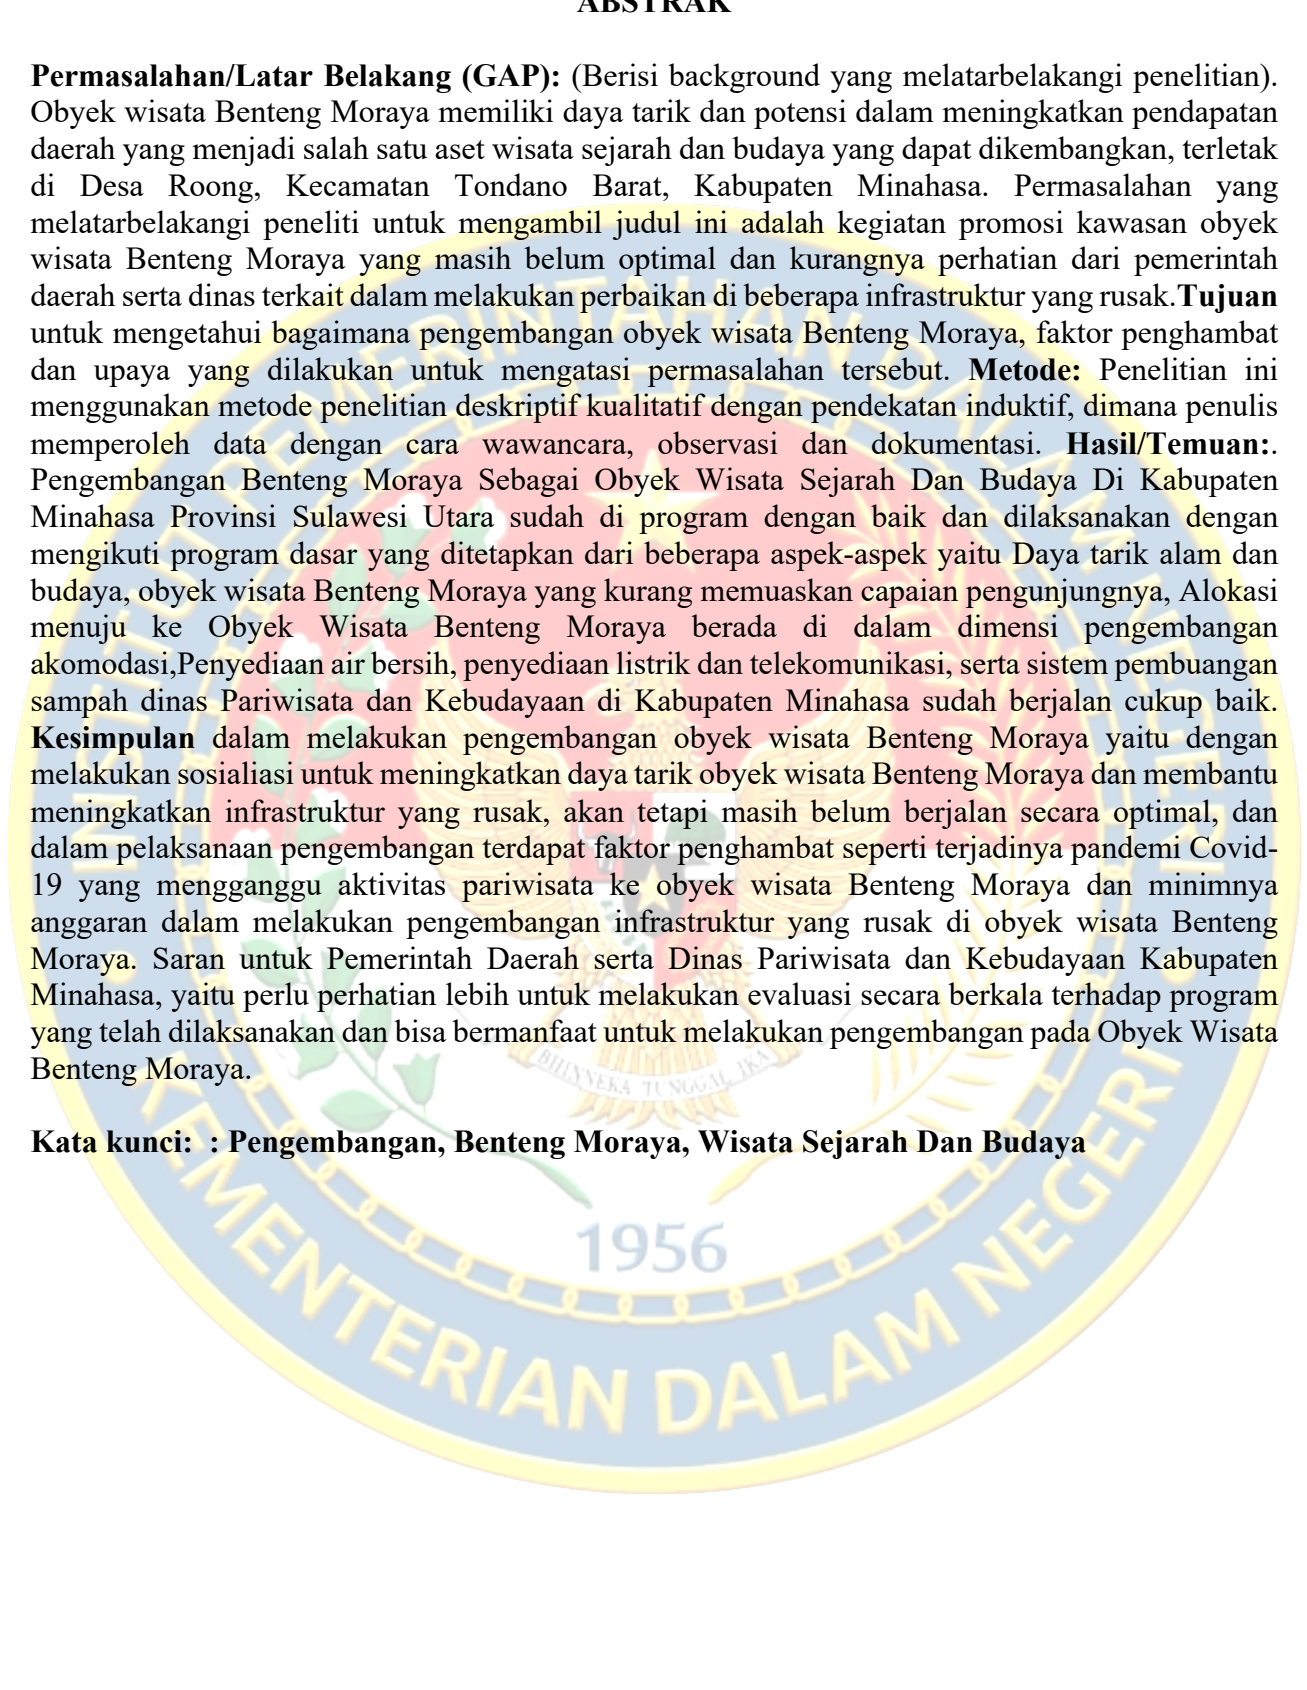 ABSTRAK
Permasalahan/Latar Belakang (GAP): (Berisi background yang melatarbelakangi penelitian).
Obyek wisata Benteng Moraya memiliki daya tarik dan potensi dalam meningkatkan pendapatan
daerah yang menjadi salah satu aset wisata sejarah dan budaya yang dapat dikembangkan, terletak
di Desa Roong, Kecamatan Tondano Barat, Kabupaten Minahasa. Permasalahan yang
melatarbelakangi peneliti untuk mengambil judul ini adalah kegiatan promosi kawasan obyek
wisata Benteng Moraya yang masih belum optimal dan kurangnya perhatian dari pemerintah
daerah serta dinas terkait dalam melakukan perbaikan di beberapa infrastruktur yang rusak.Tujuan
untuk mengetahui bagaimana pengembangan obyek wisata Benteng Moraya, faktor penghambat
dan upaya yang dilakukan untuk mengatasi permasalahan tersebut. Metode: Penelitian ini
menggunakan metode penelitian deskriptif kualitatif dengan pendekatan induktif, dimana penulis
memperoleh data dengan cara wawancara, observasi dan dokumentasi. Hasil/Temuan:.
Pengembangan Benteng Moraya Sebagai Obyek Wisata Sejarah Dan Budaya Di Kabupaten
Minahasa Provinsi Sulawesi Utara sudah di program dengan baik dan dilaksanakan dengan
mengikuti program dasar yang ditetapkan dari beberapa aspek-aspek yaitu Daya tarik alam dan
budaya, obyek wisata Benteng Moraya yang kurang memuaskan capaian pengunjungnya, Alokasi
menuju ke Obyek Wisata Benteng Moraya berada di dalam dimensi pengembangan
akomodasi,Penyediaan air bersih, penyediaan listrik dan telekomunikasi, serta sistem pembuangan
sampah dinas Pariwisata dan Kebudayaan di Kabupaten Minahasa sudah berjalan cukup baik.
Kesimpulan dalam melakukan pengembangan obyek wisata Benteng Moraya yaitu dengan
melakukan sosialiasi untuk meningkatkan daya tarik obyek wisata Benteng Moraya dan membantu
meningkatkan infrastruktur yang rusak, akan tetapi masih belum berjalan secara optimal, dan
dalam pelaksanaan pengembangan terdapat faktor penghambat seperti terjadinya pandemi Covid-
19 yang mengganggu aktivitas pariwisata ke obyek wisata Benteng Moraya dan minimnya
anggaran dalam melakukan pengembangan infrastruktur yang rusak di obyek wisata Benteng
Moraya. Saran untuk Pemerintah Daerah serta Dinas Pariwisata dan Kebudayaan Kabupaten
Minahasa, yaitu perlu perhatian lebih untuk melakukan evaluasi secara berkala terhadap program
yang telah dilaksanakan dan bisa bermanfaat untuk melakukan pengembangan pada Obyek Wisata
Benteng Moraya.
Kata kunci: : Pengembangan, Benteng Moraya, Wisata Sejarah Dan Budaya
INSTITUT PEMERINTAHAN DALAM NEGERI
BHINNEKA TUNGGAL IKA
1956
KEMENTERIAN DALAM NEGERI